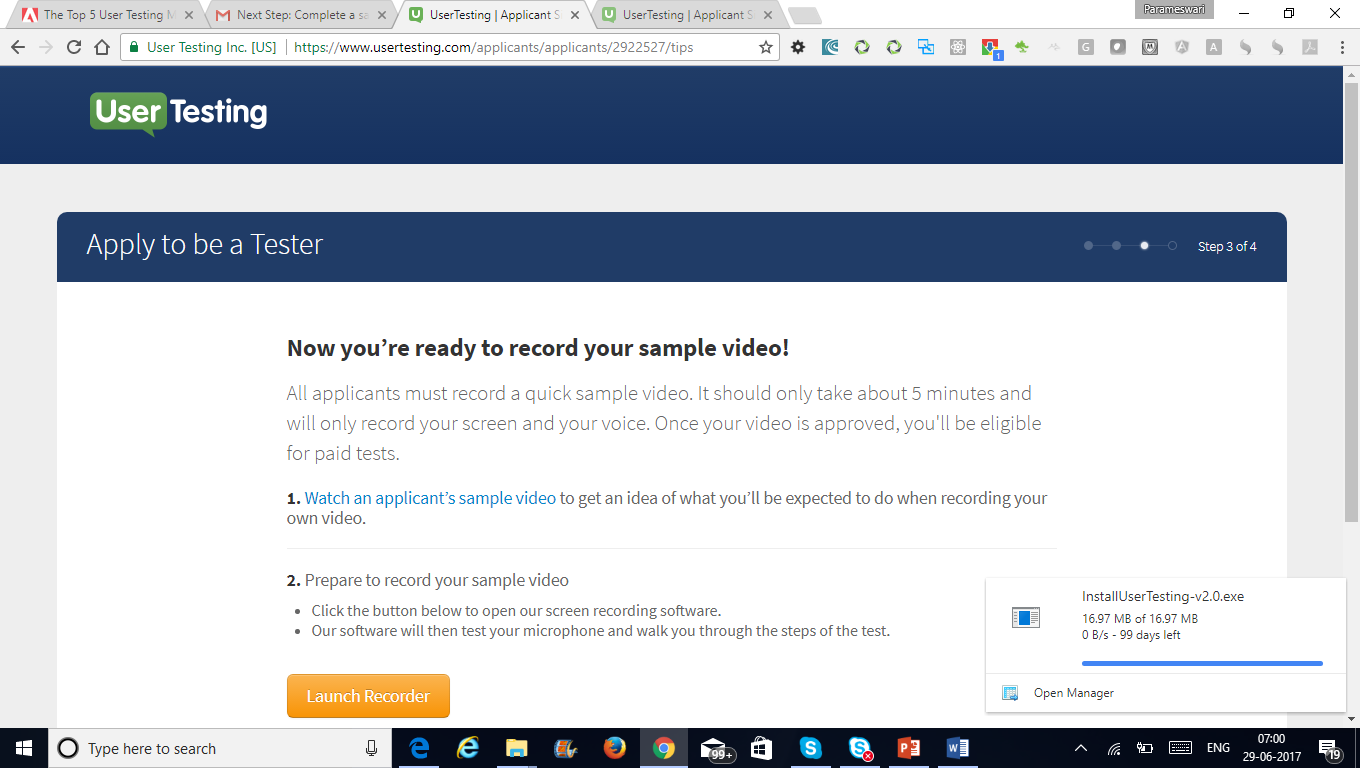 The Top 5 User Testing M
Next Step: Complete a sa
UserTesting | Applicant S
UserTesting | Applicant S
Parameswari
User Testing Inc. [US]
https://www.usertesting.com/applicants/applicants/2922527/tips
1
User Testing
Apply to be a Tester
Step 3 of 4
Now you’re ready to record your sample video!
All applicants must record a quick sample video. It should only take about 5 minutes and
will only record your screen and your voice. Once your video is approved, you'll be eligible
for paid tests.
1. Watch an applicant’s sample video to get an idea of what you’ll be expected to do when recording your
own video.
2. Prepare to record your sample video
• Click the button below to open our screen recording software.
• Our software will then test your microphone and walk you through the steps of the test.
Launch Recorder
InstallUserTesting-v2.0.exe
16.97 MB of 16.97 MB
0 B/s - 99 days left
Open Manager
Type here to search
99+
ENG
07:00
29-06-2017
19